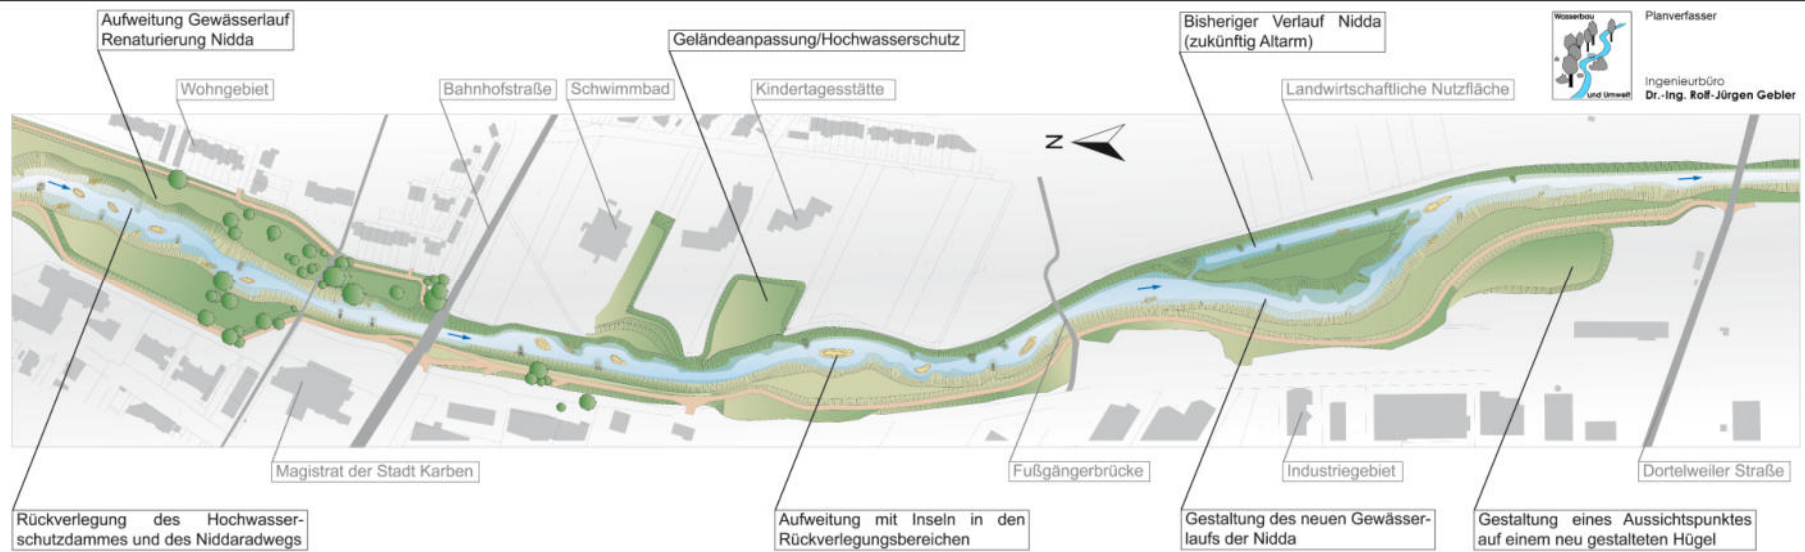 Aufweitung Gewässerlauf
Renaturierung Nidda
Geländeanpassung/Hochwasserschutz
Bisheriger Verlauf Nidda
(zukünftig Altarm)
Wasserbau
und Umwelt
Planverfasser
Ingenieurbüro
Dr.-Ing. Rolf-Jürgen Gebler
Wohngebiet
Bahnhofstraße
Schwimmbad
Kindertagesstätte
Landwirtschaftliche Nutzfläche
N
Magistrat der Stadt Karben
Fußgängerbrücke
Industriegebiet
Dortelweiler Straße
Rückverlegung des Hochwasser-
schutzdammes und des Niddaradwegs
Aufweitung mit Inseln in den
Rückverlegungsbereichen
Gestaltung des neuen Gewässer-
laufs der Nidda
Gestaltung eines Aussichtspunktes
auf einem neu gestalteten Hügel